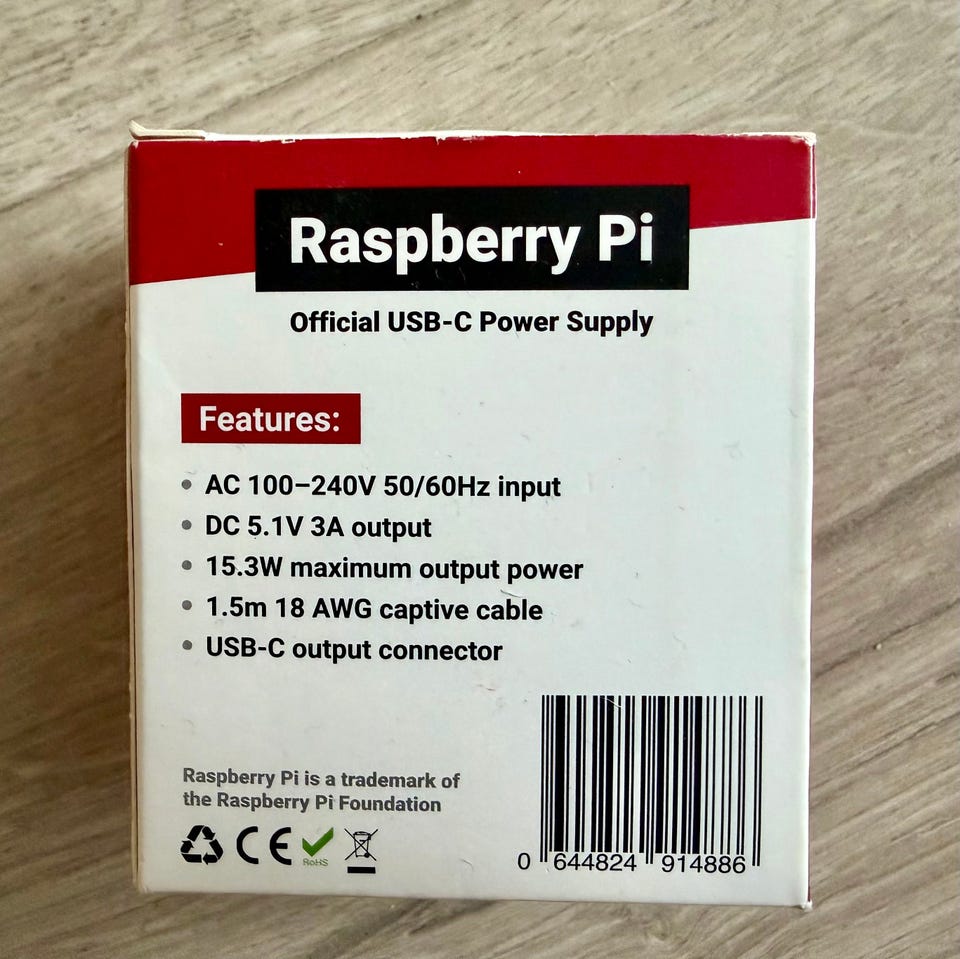 Raspberry Pi
Official USB-C Power Supply
Features:
• AC 100–240V 50/60Hz input
• DC 5.1V 3A output
• 15.3W maximum output power
• 1.5m 18 AWG captive cable
• USB-C output connector
Raspberry Pi is a trademark of
the Raspberry Pi Foundation
CE RoHS
0 644824 914886